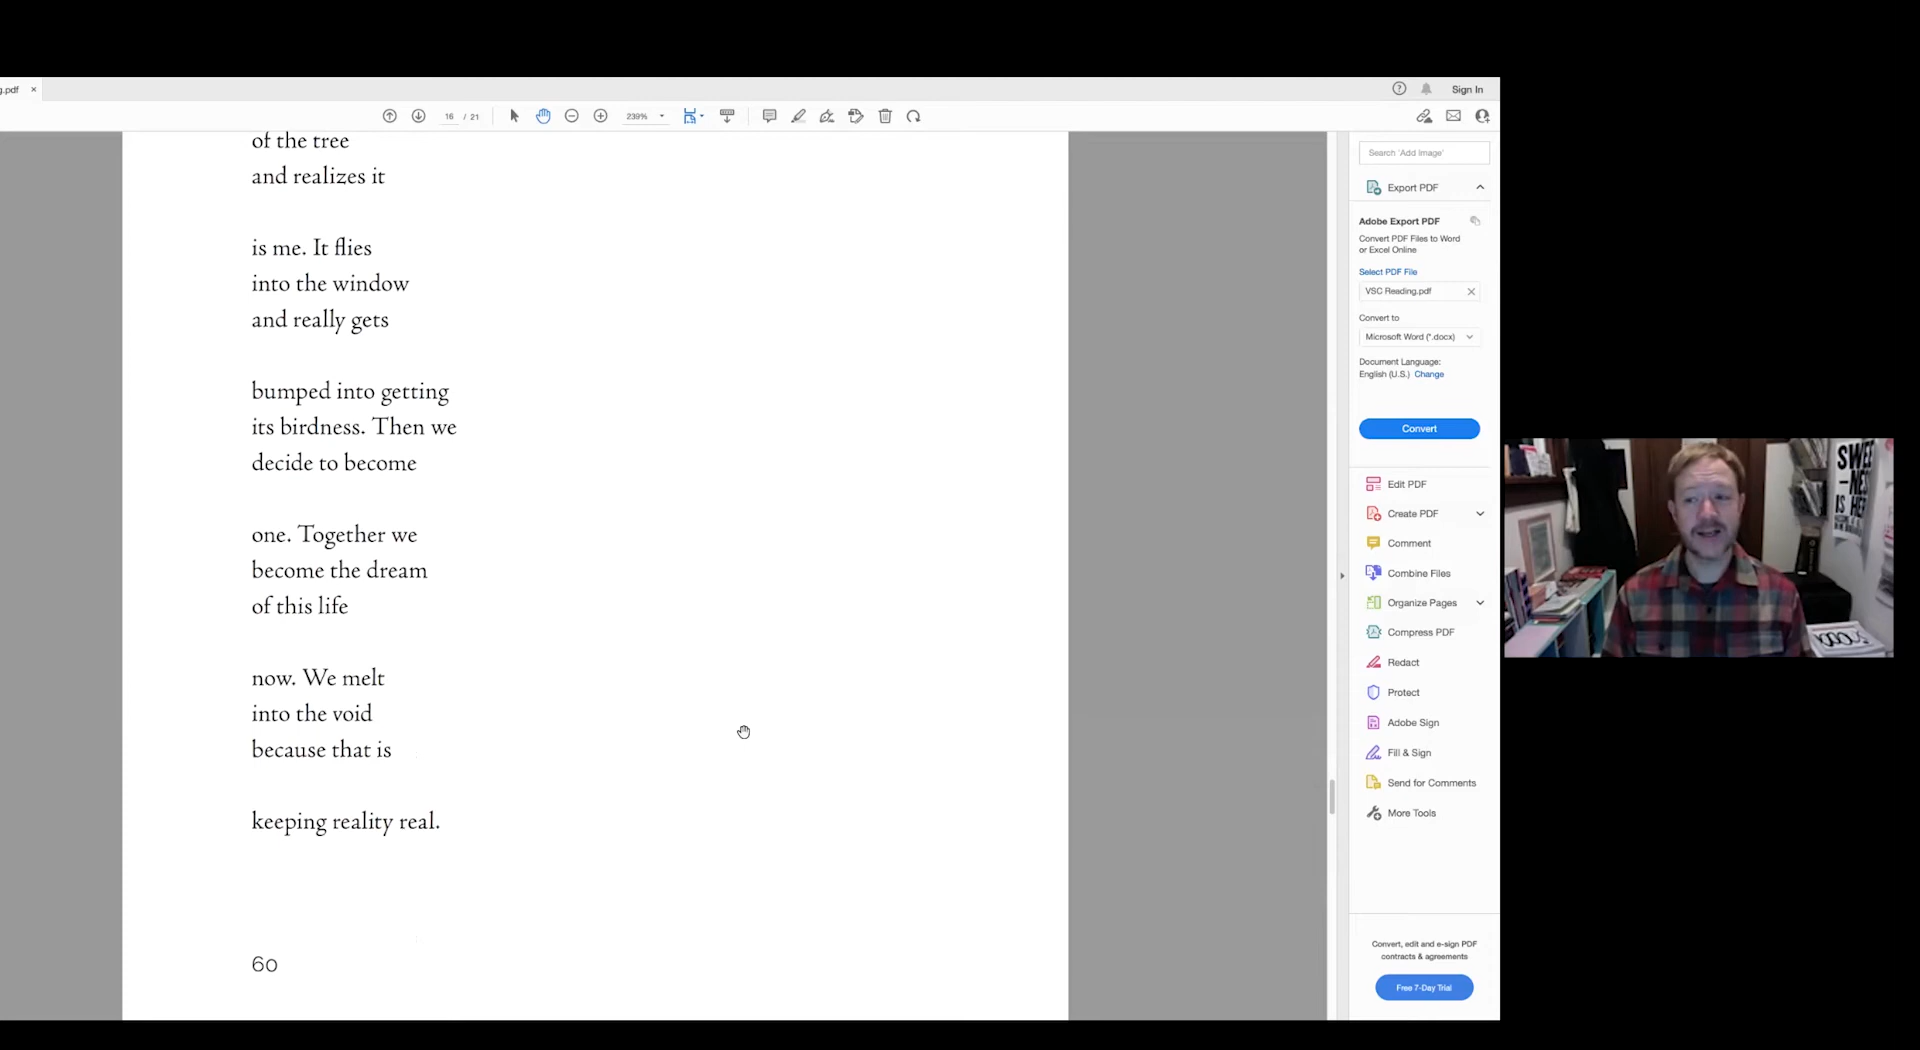 g.pdf ×
Sign In
16 / 21
239%
of the tree
and realizes it
is me. It flies
into the window
and really gets
bumped into getting
its birdness. Then we
decide to become
one. Together we
become the dream
of this life
now. We melt
into the void
because that is
keeping reality real.
60
Search 'Add Image'
Export PDF
Adobe Export PDF
Convert PDF Files to Word
or Excel Online
Select PDF File
VSC Reading.pdf
Convert to
Microsoft Word (*.docx)
Document Language:
English (U.S.) Change
Convert
Edit PDF
Create PDF
Comment
Combine Files
Organize Pages
Compress PDF
Redact
Protect
Adobe Sign
Fill & Sign
Send for Comments
More Tools
Convert, edit and e-sign PDF
contracts & agreements
Free 7-Day Trial
SWEE
-NES
IS HE